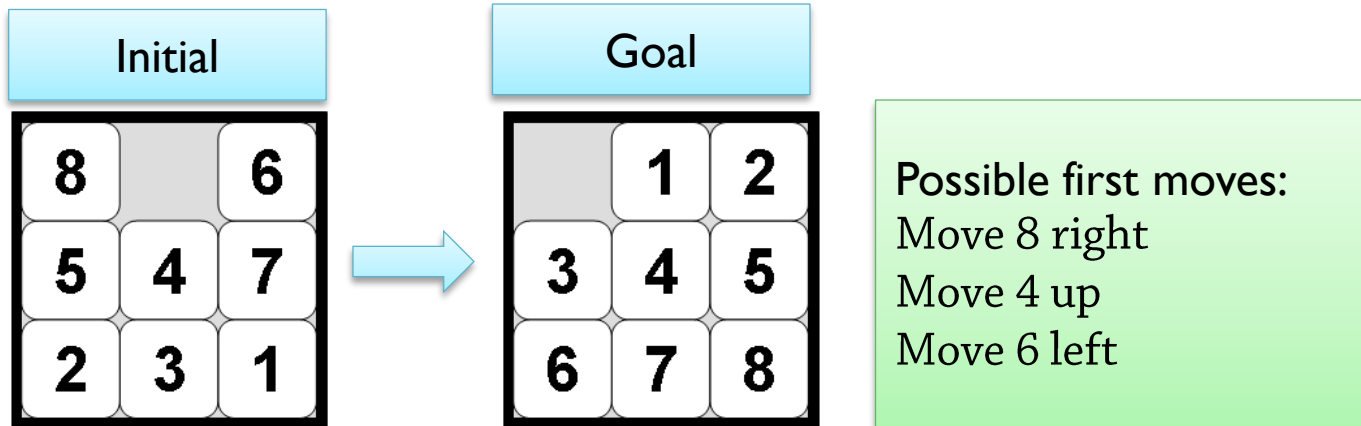 Initial
Goal
8 6
5 4 7
2 3 1
1 2
3 4 5
6 7 8
Possible first moves:
Move 8 right
Move 4 up
Move 6 left